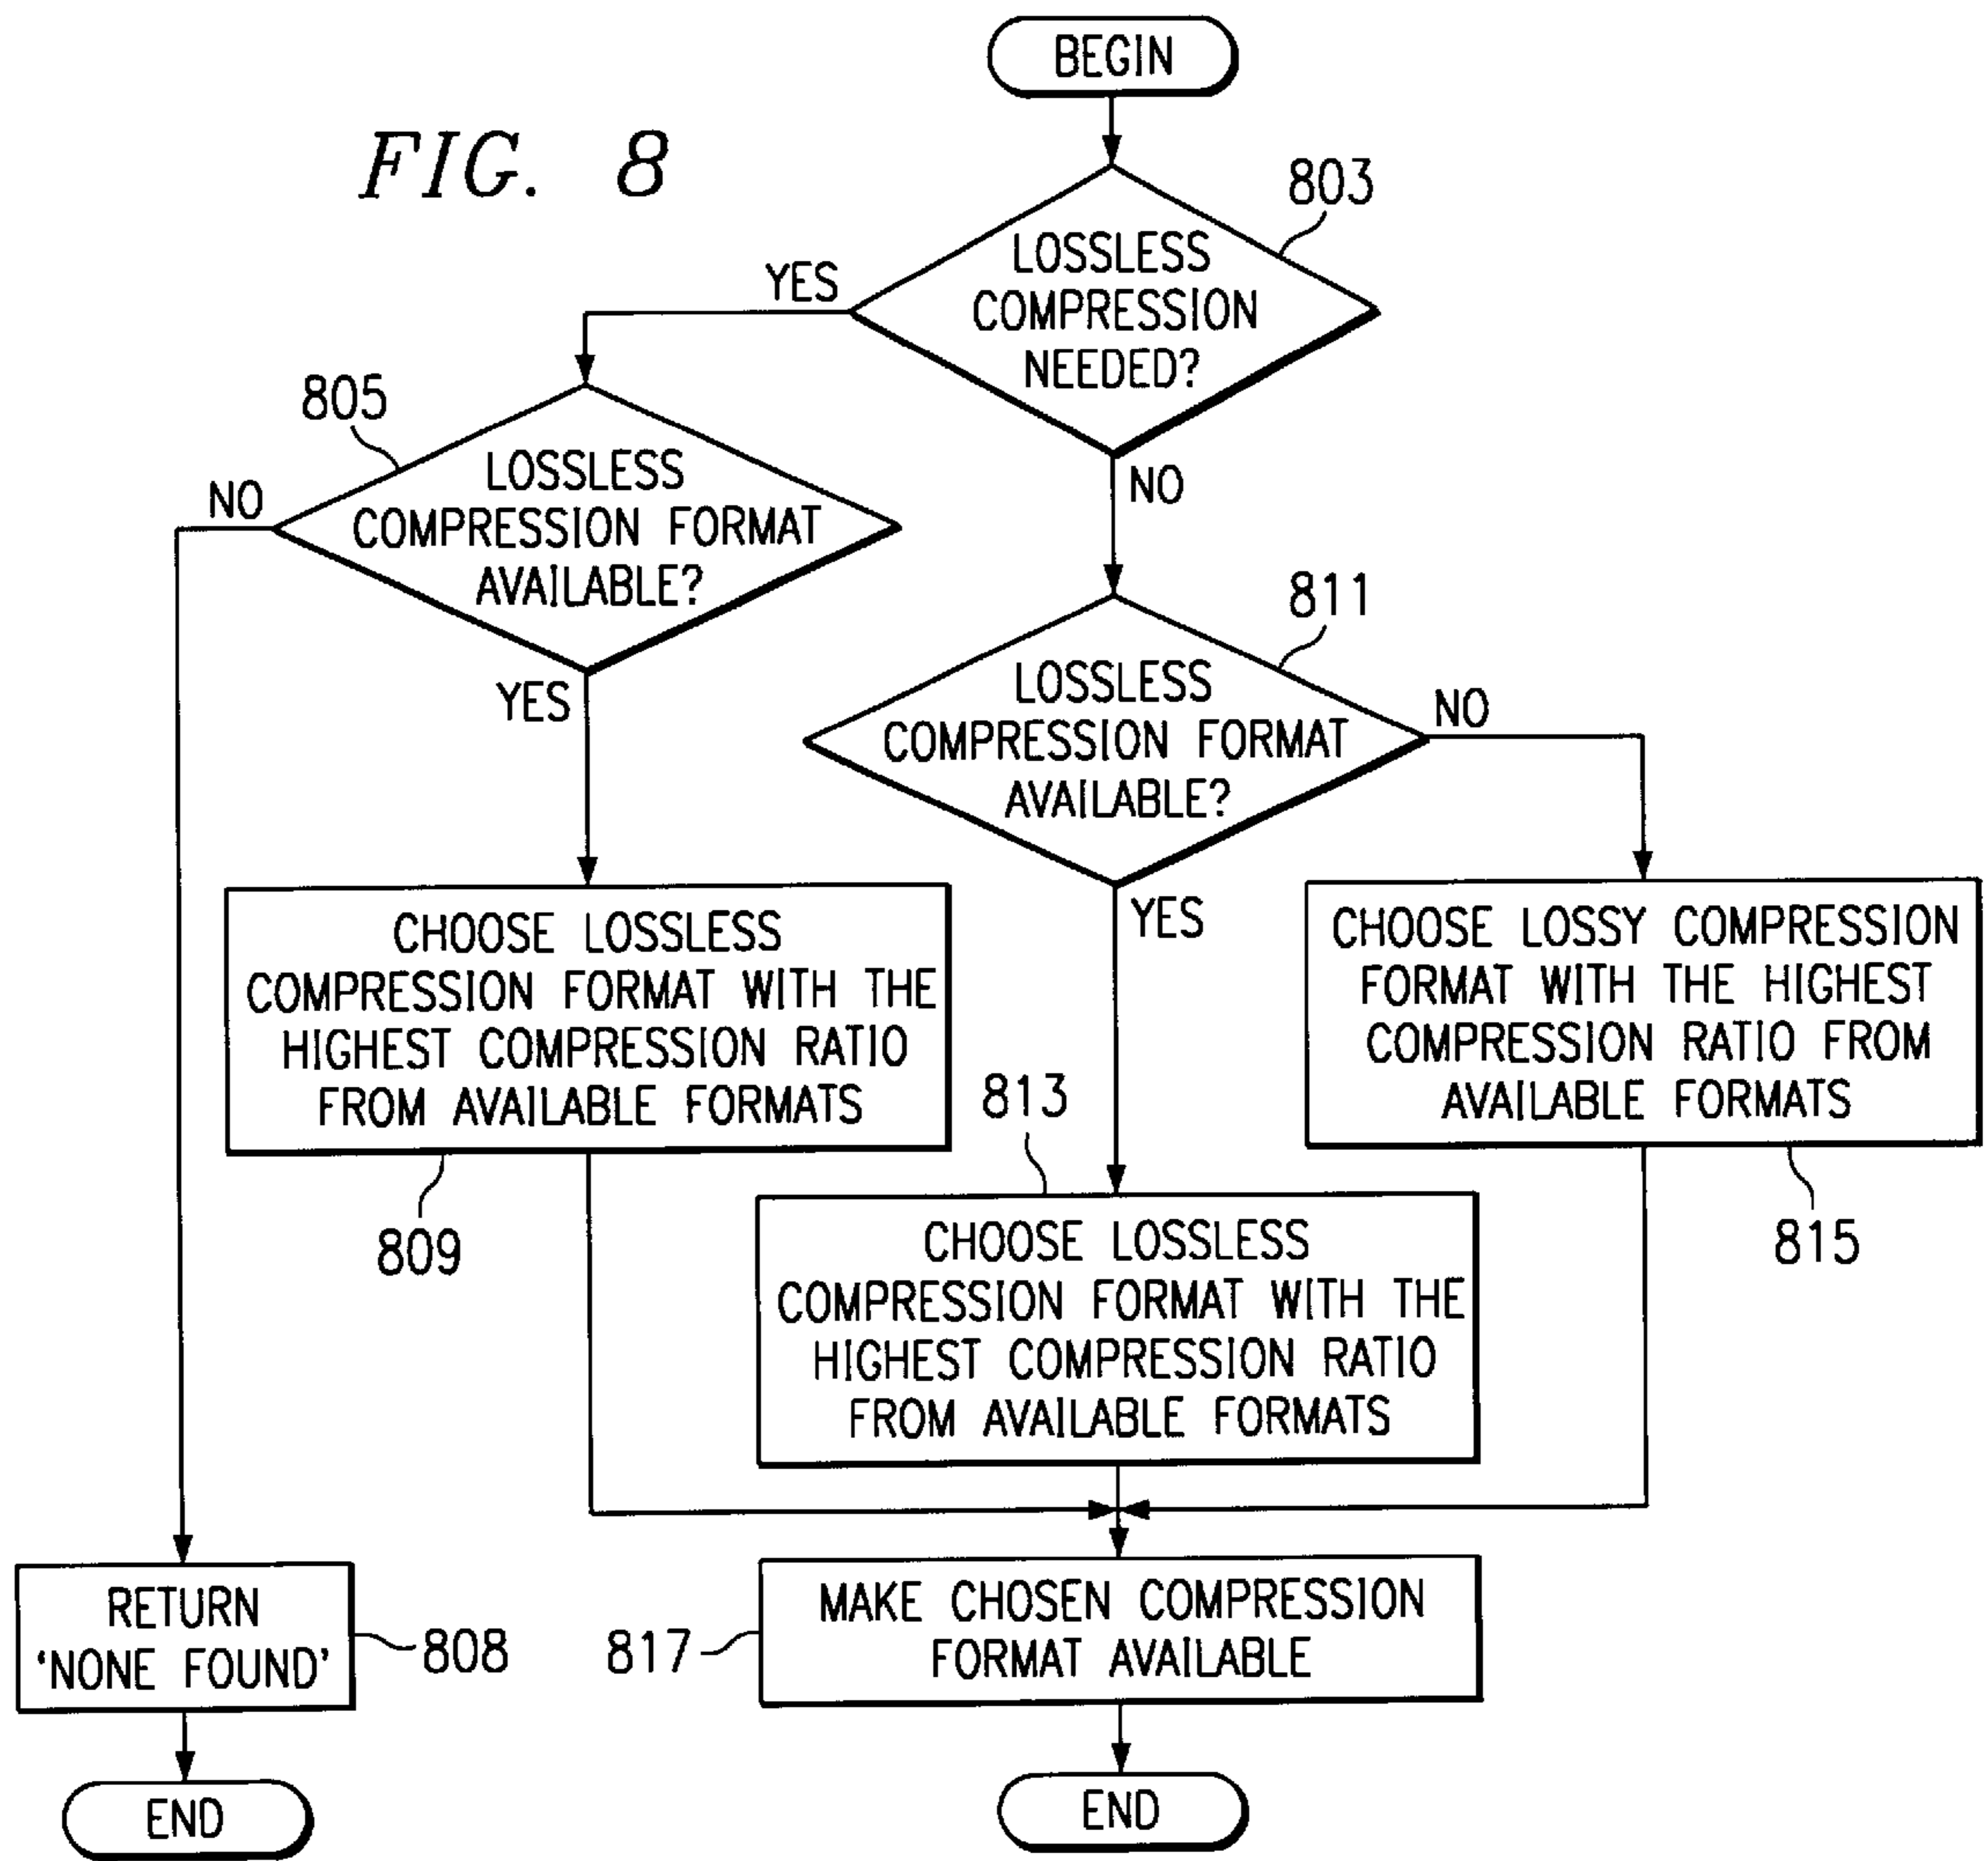 BEGIN
FIG. 8
803
LOSSLESS
COMPRESSION
NEEDED?
YES
NO
805
LOSSLESS
COMPRESSION FORMAT
AVAILABLE?
NO
YES
811
LOSSLESS
COMPRESSION FORMAT
AVAILABLE?
NO
YES
CHOOSE LOSSLESS
COMPRESSION FORMAT WITH THE
HIGHEST COMPRESSION RATIO
FROM AVAILABLE FORMATS
809
CHOOSE LOSSY COMPRESSION
FORMAT WITH THE HIGHEST
COMPRESSION RATIO FROM
AVAILABLE FORMATS
815
813
CHOOSE LOSSLESS
COMPRESSION FORMAT WITH THE
HIGHEST COMPRESSION RATIO
FROM AVAILABLE FORMATS
RETURN
'NONE FOUND'
808
817
MAKE CHOSEN COMPRESSION
FORMAT AVAILABLE
END
END